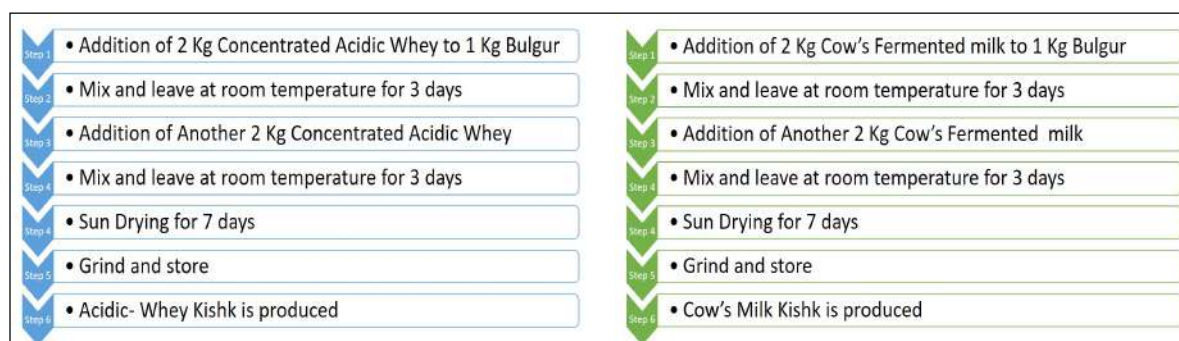 Step 1
• Addition of 2 Kg Concentrated Acidic Whey to 1 Kg Bulgur
Step 2
• Mix and leave at room temperature for 3 days
Step 3
• Addition of Another 2 Kg Concentrated Acidic Whey
Step 4
• Mix and leave at room temperature for 3 days
Step 4
• Sun Drying for 7 days
Step 5
• Grind and store
Step 6
• Acidic- Whey Kishk is produced
Step 1
• Addition of 2 Kg Cow's Fermented milk to 1 Kg Bulgur
Step 2
• Mix and leave at room temperature for 3 days
Step 3
• Addition of Another 2 Kg Cow's Fermented milk
Step 4
• Mix and leave at room temperature for 3 days
Step 4
• Sun Drying for 7 days
Step 5
• Grind and store
Step 6
• Cow's Milk Kishk is produced